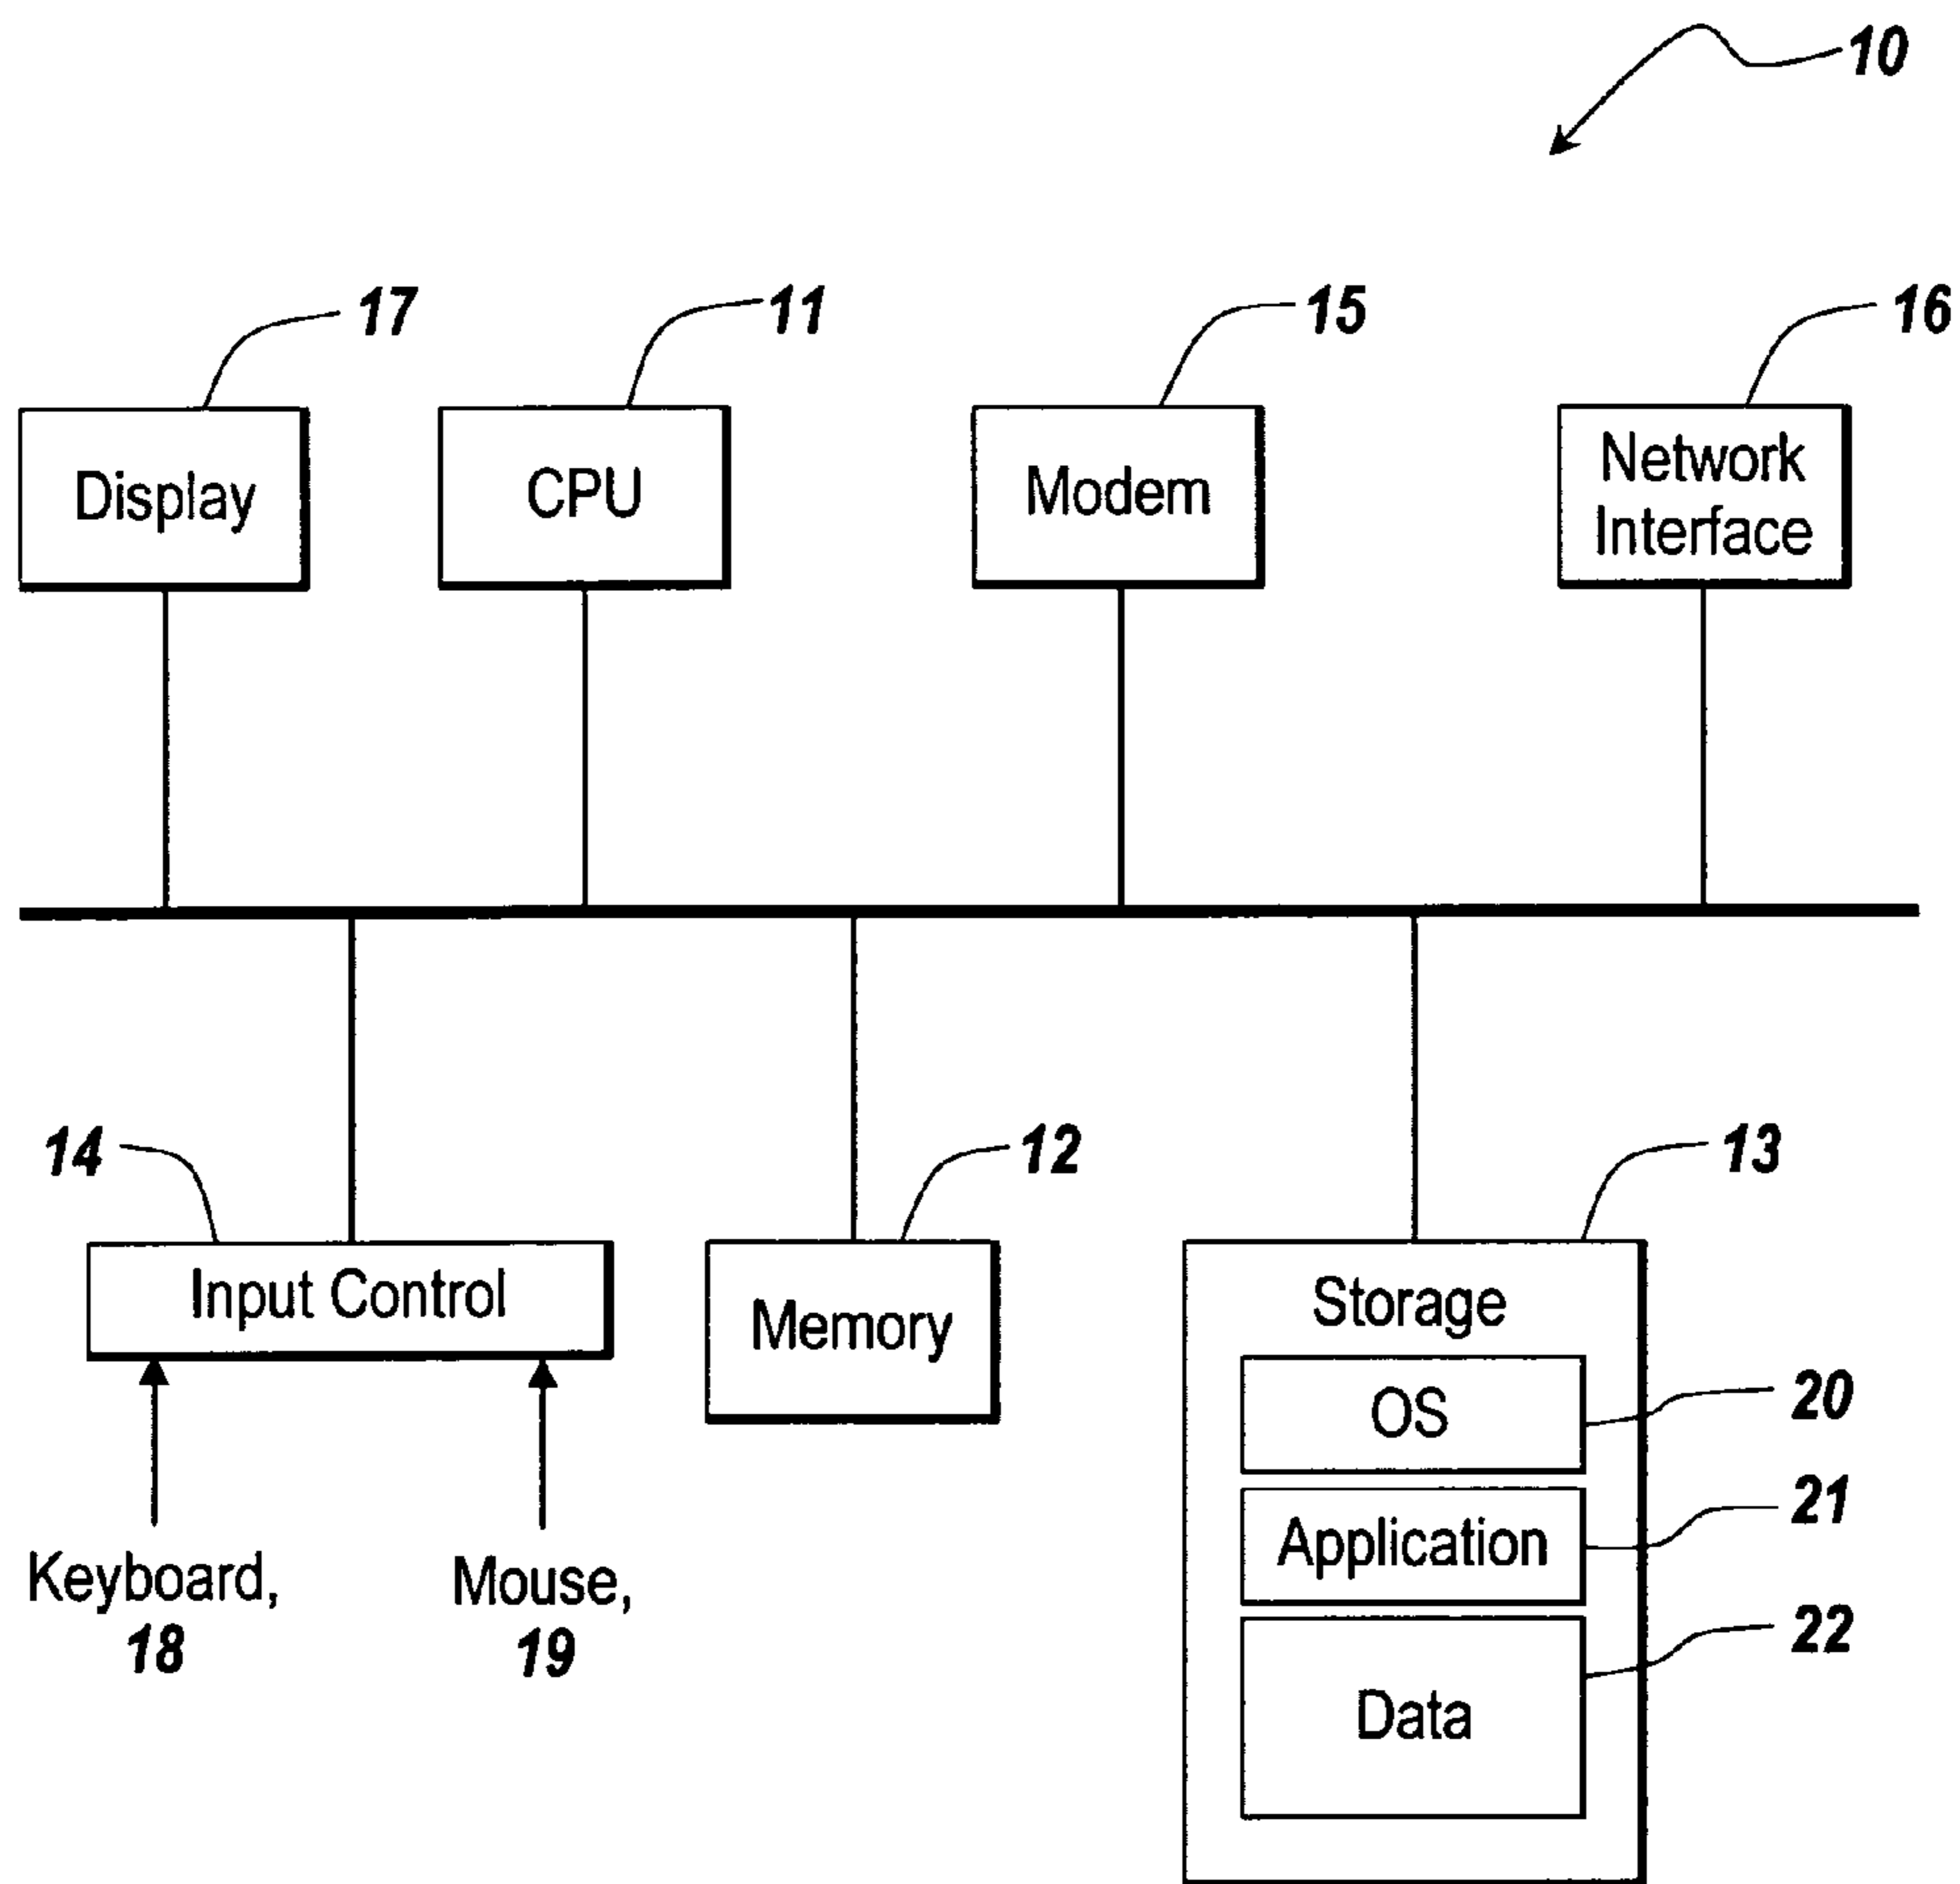 10
17
11
15
16
Display
CPU
Modem
Network
Interface
14
12
13
Input Control
Memory
Storage
OS
20
Application
21
Data
22
Keyboard,
18
Mouse,
19